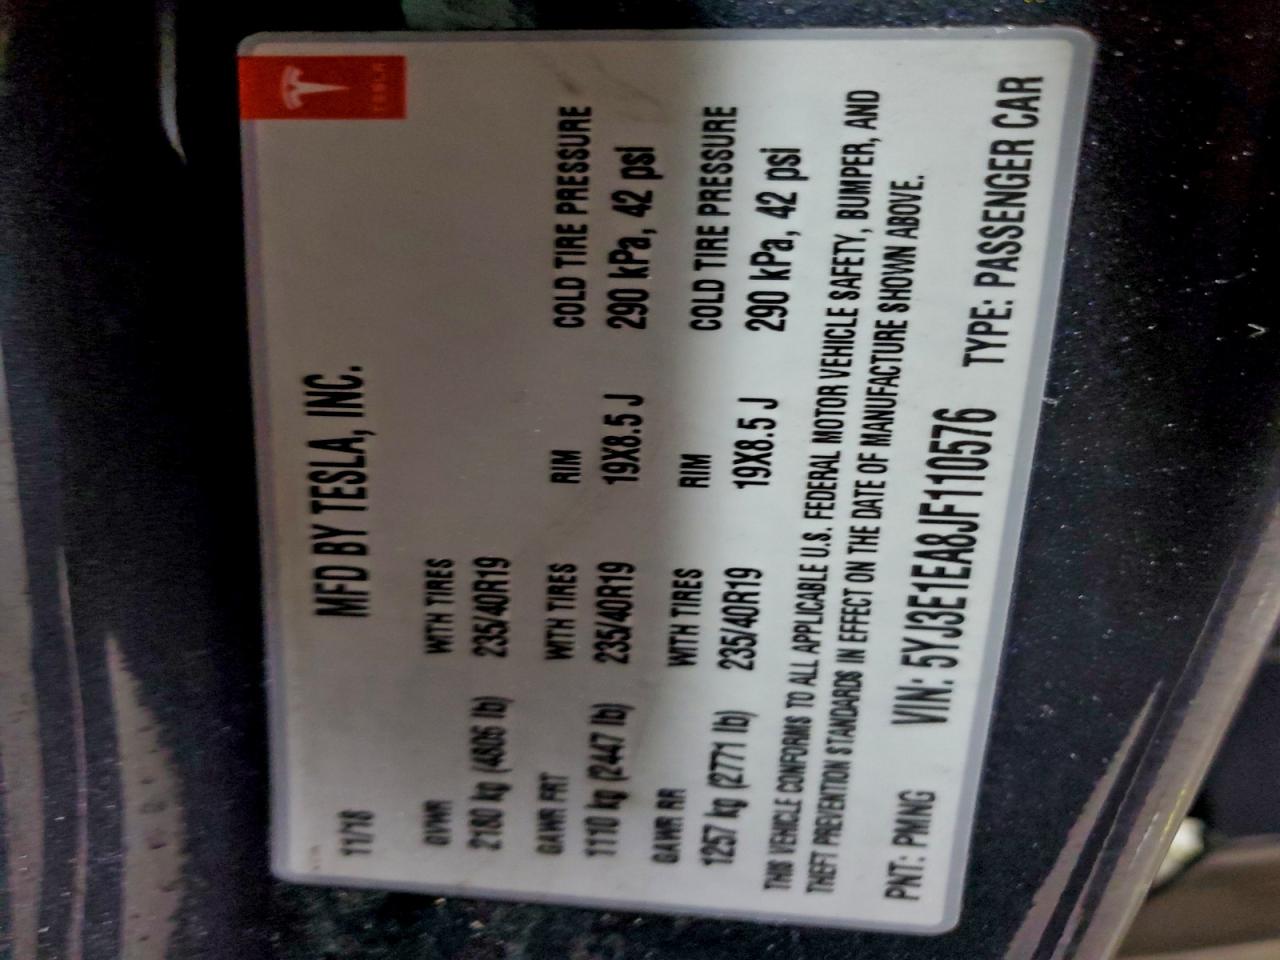 TESLA
MFD BY TESLA, INC.
11/18
GVWR WITH TIRES
2180 kg (4806 lb) 235/40R19
GAWR FRT WITH TIRES RIM COLD TIRE PRESSURE
1110 kg (2447 lb) 235/40R19 19X8.5 J 290 kPa, 42 psi
GAWR RR WITH TIRES RIM COLD TIRE PRESSURE
1257 kg (2771 lb) 235/40R19 19X8.5 J 290 kPa, 42 psi
THIS VEHICLE CONFORMS TO ALL APPLICABLE U.S. FEDERAL MOTOR VEHICLE SAFETY, BUMPER, AND
THEFT PREVENTION STANDARDS IN EFFECT ON THE DATE OF MANUFACTURE SHOWN ABOVE.
PNT: PMNG VIN: 5YJ3E1EA8JF110576 TYPE: PASSENGER CAR